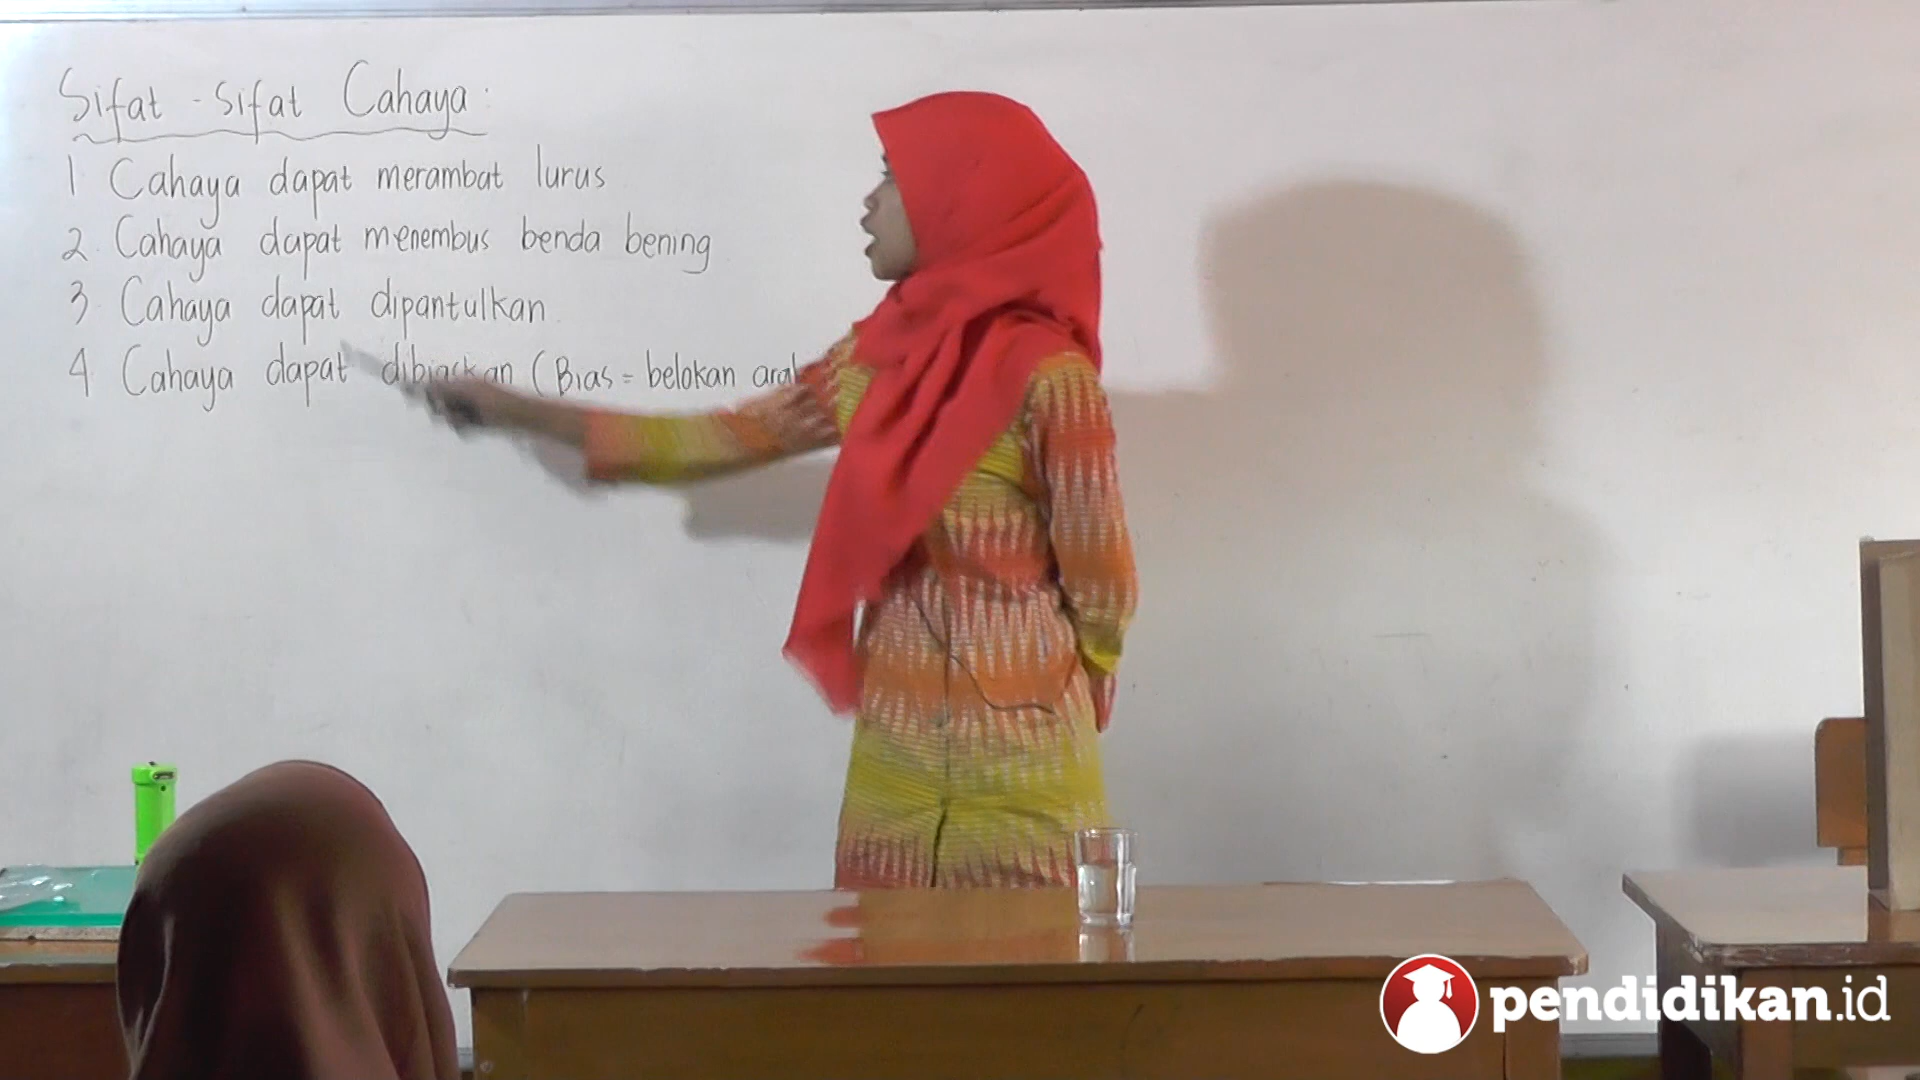 Sifat - sifat Cahaya :
1 Cahaya dapat merambat lurus
2. Cahaya dapat menembus benda bening
3 Cahaya dapat dipantulkan.
4 Cahaya dapat dibiaskan (Bias = belokan
pendidikan.id